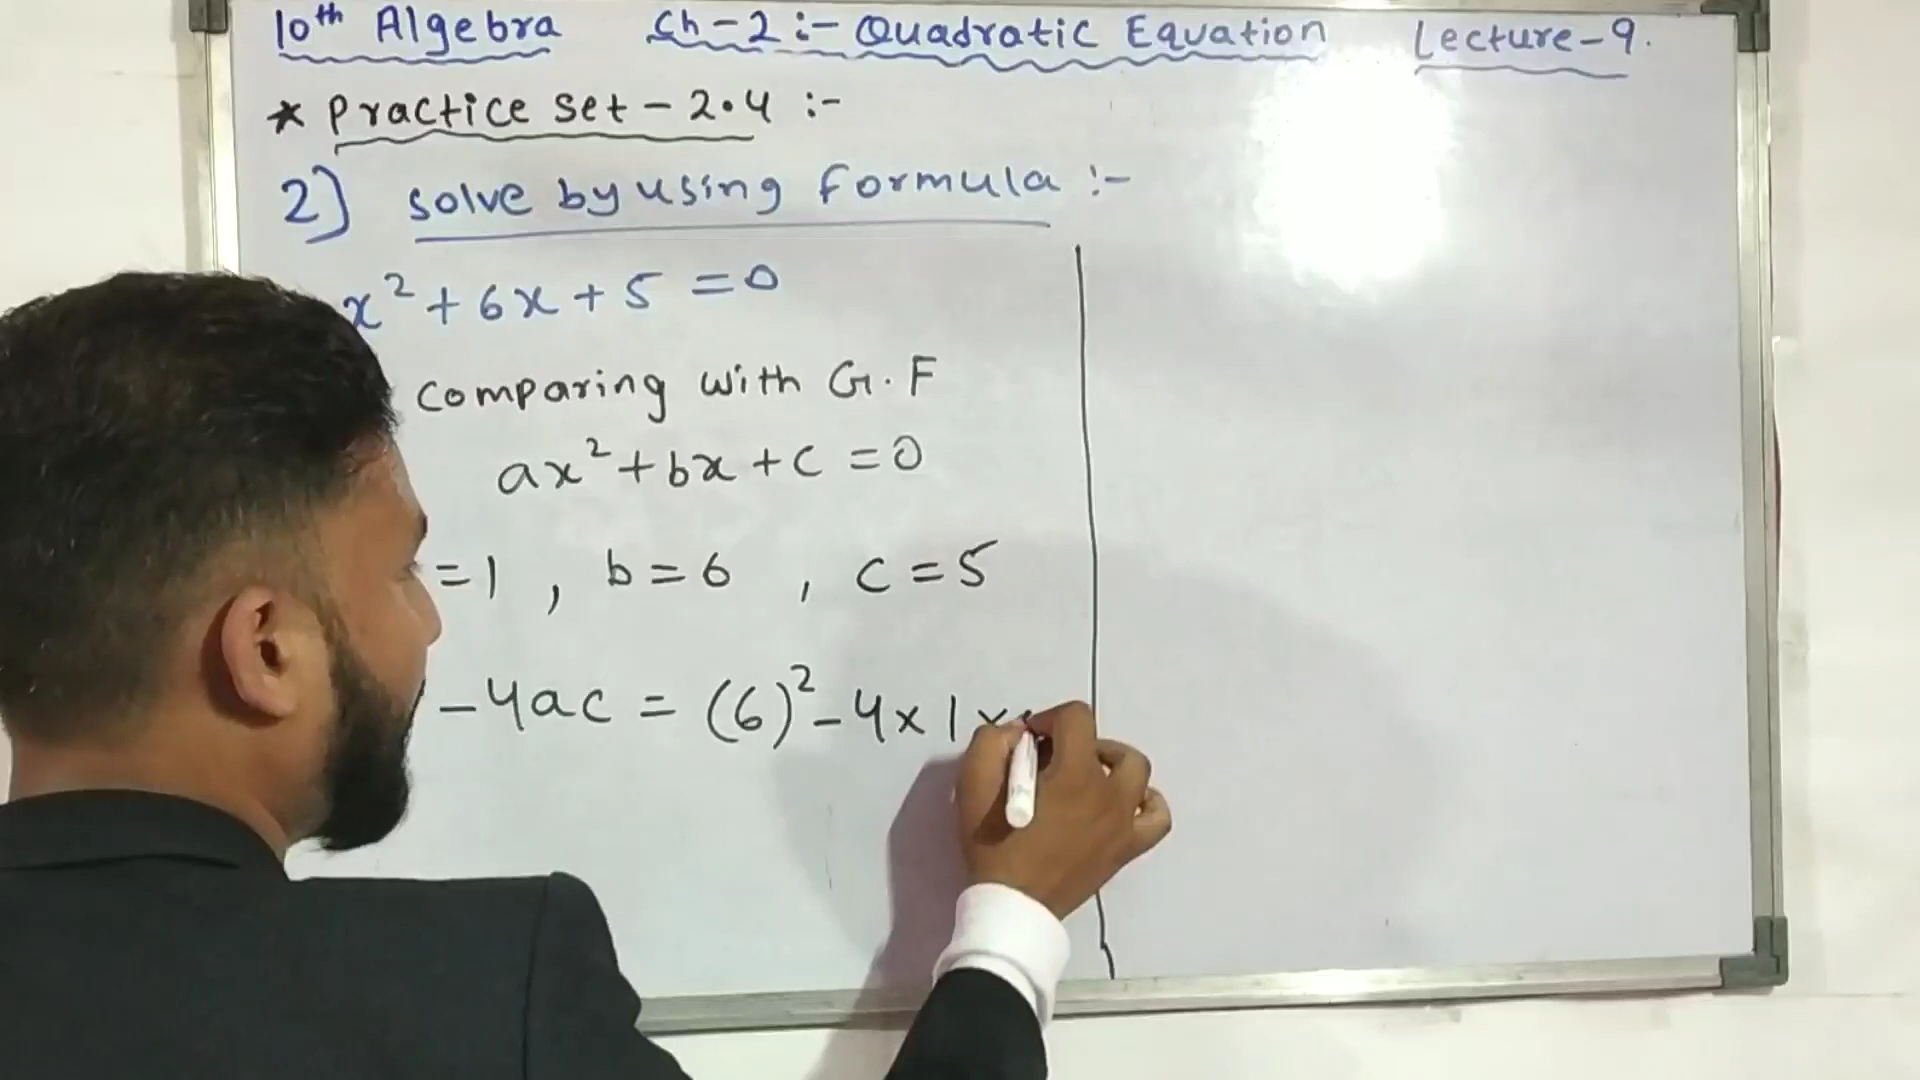 10th Algebra Ch-2:- Quadratic Equation Lecture-9.
* Practice set - 2.4 :-
2) solve by using formula :-
x² + 6x + 5 = 0
comparing with G.F
ax² + bx + c = 0
=1 , b=6 , c=5
-4ac = (6)² - 4 x 1 x